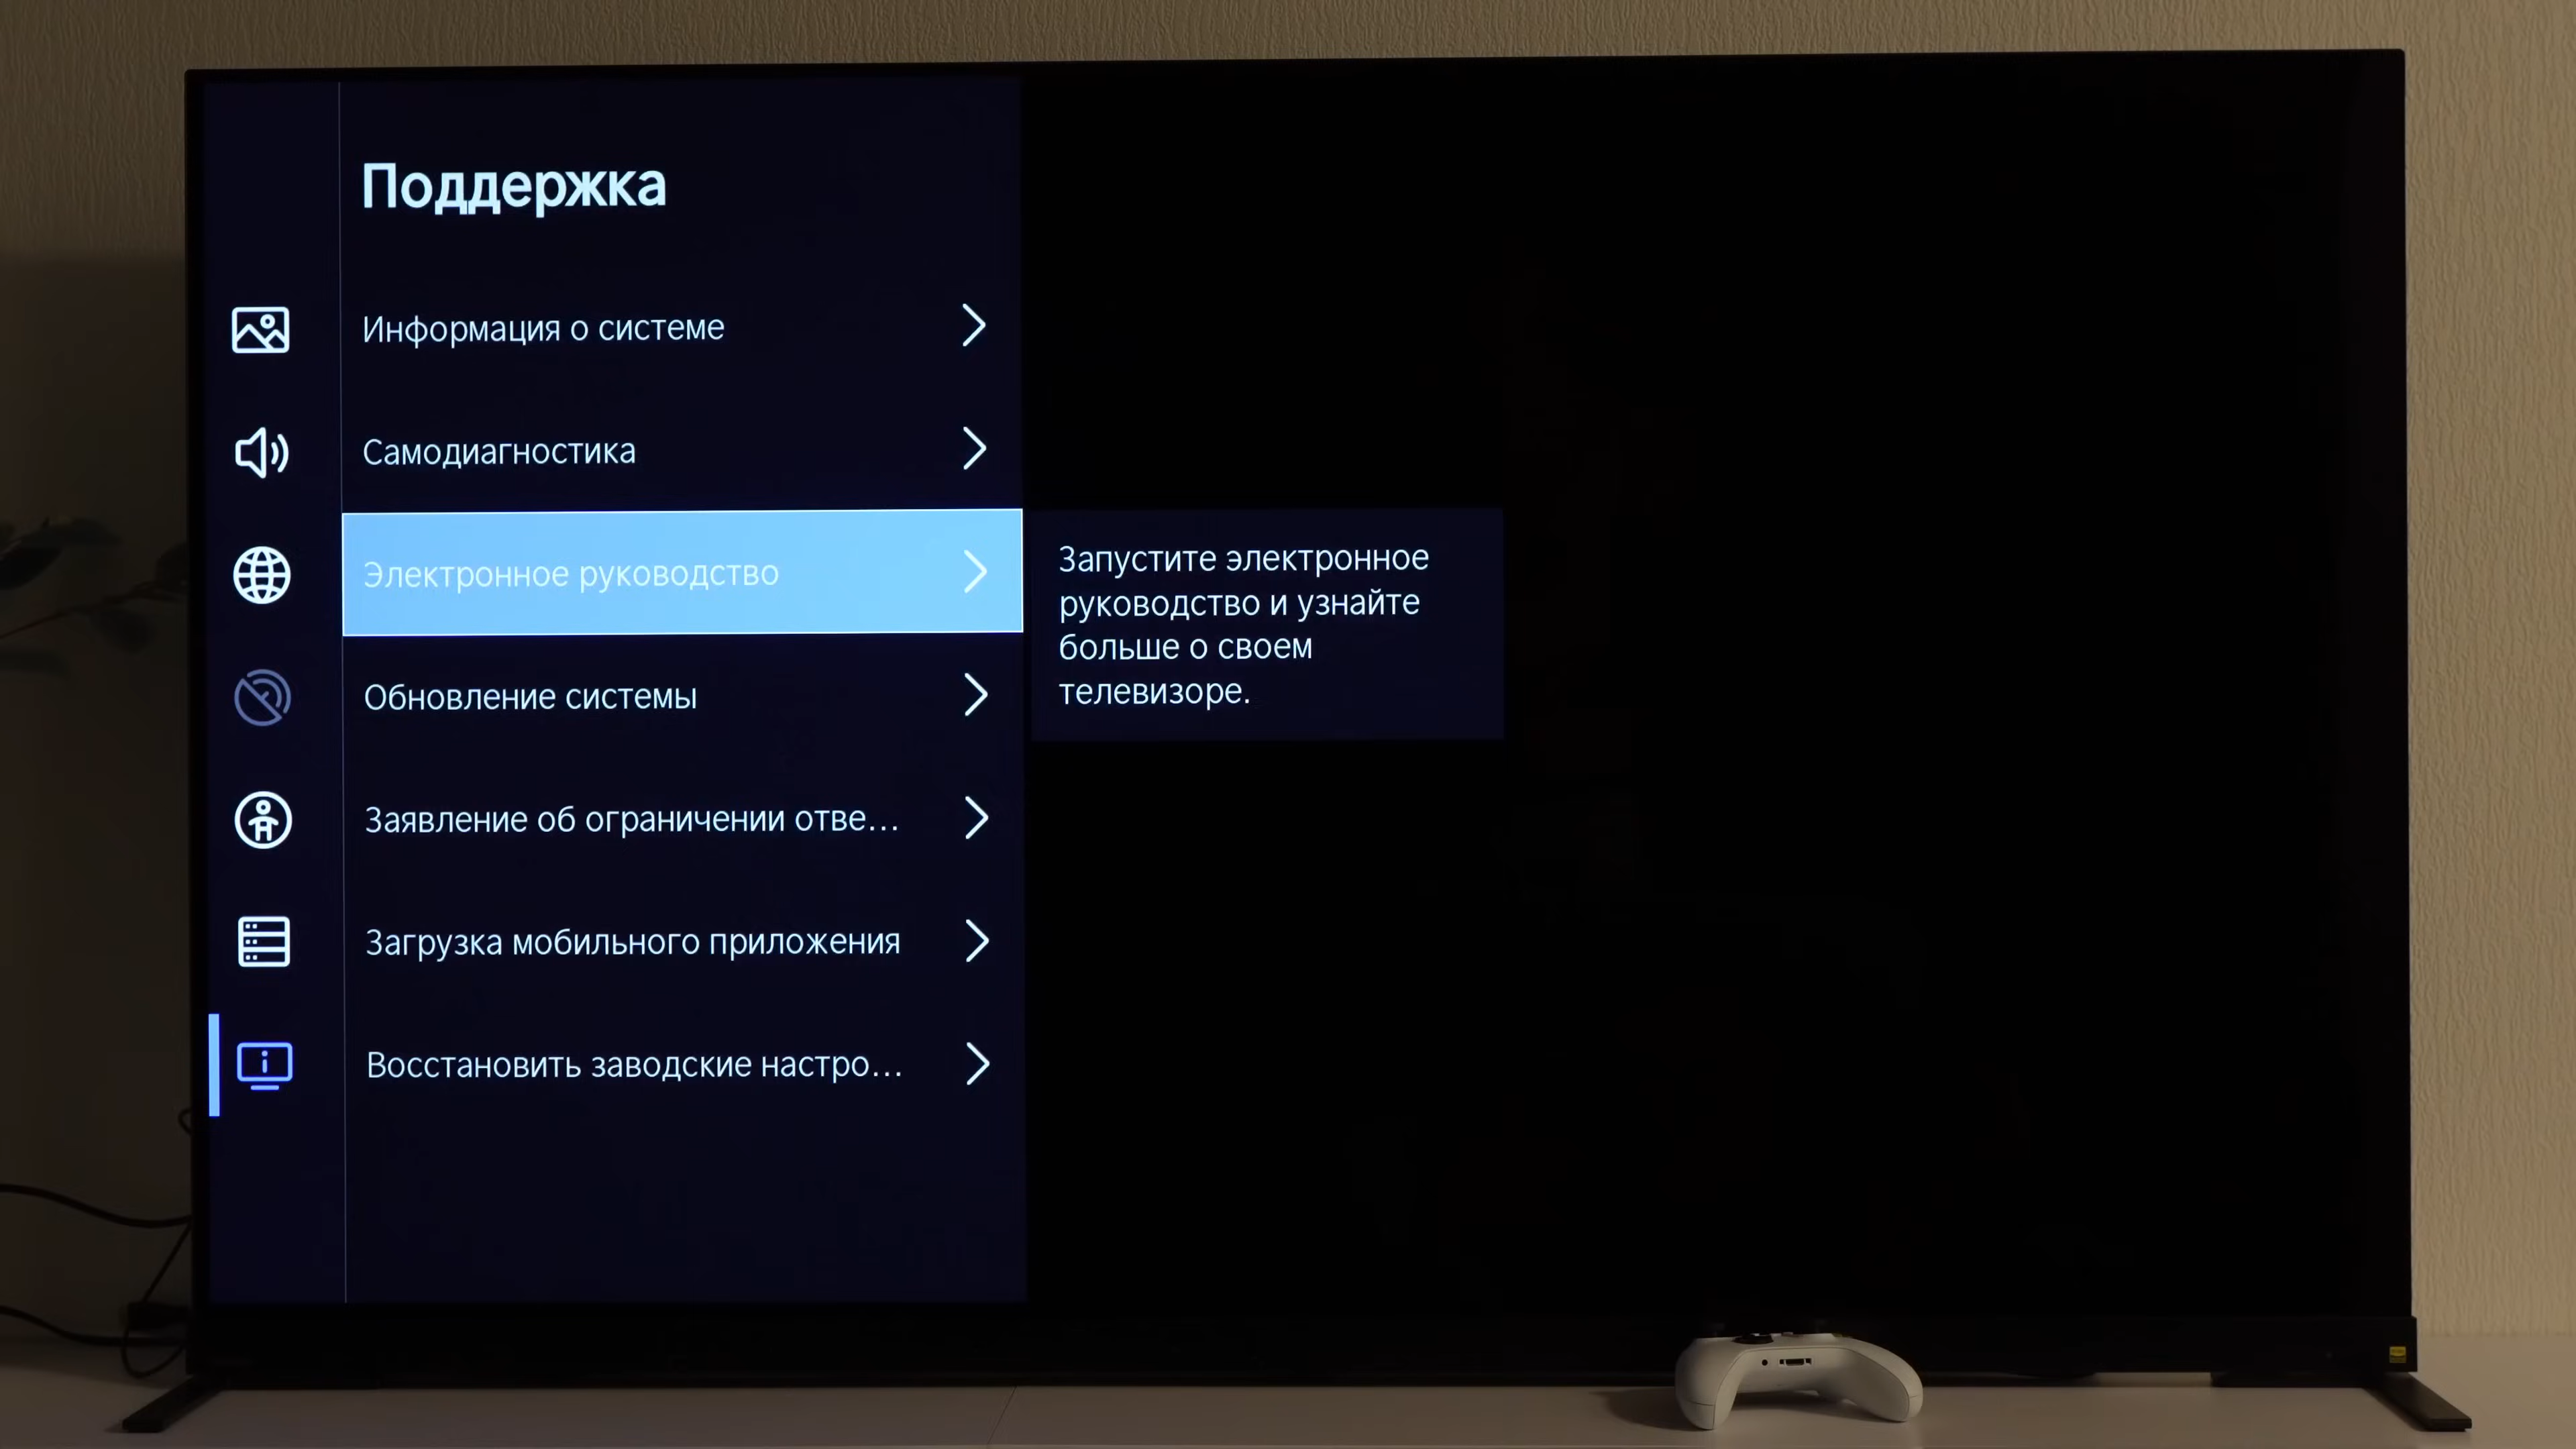 Поддержка
Информация о системе
Самодиагностика
Электронное руководство
Запустите электронное
руководство и узнайте
больше о своем
телевизоре.
Обновление системы
Заявление об ограничении отве...
Загрузка мобильного приложения
Восстановить заводские настро...